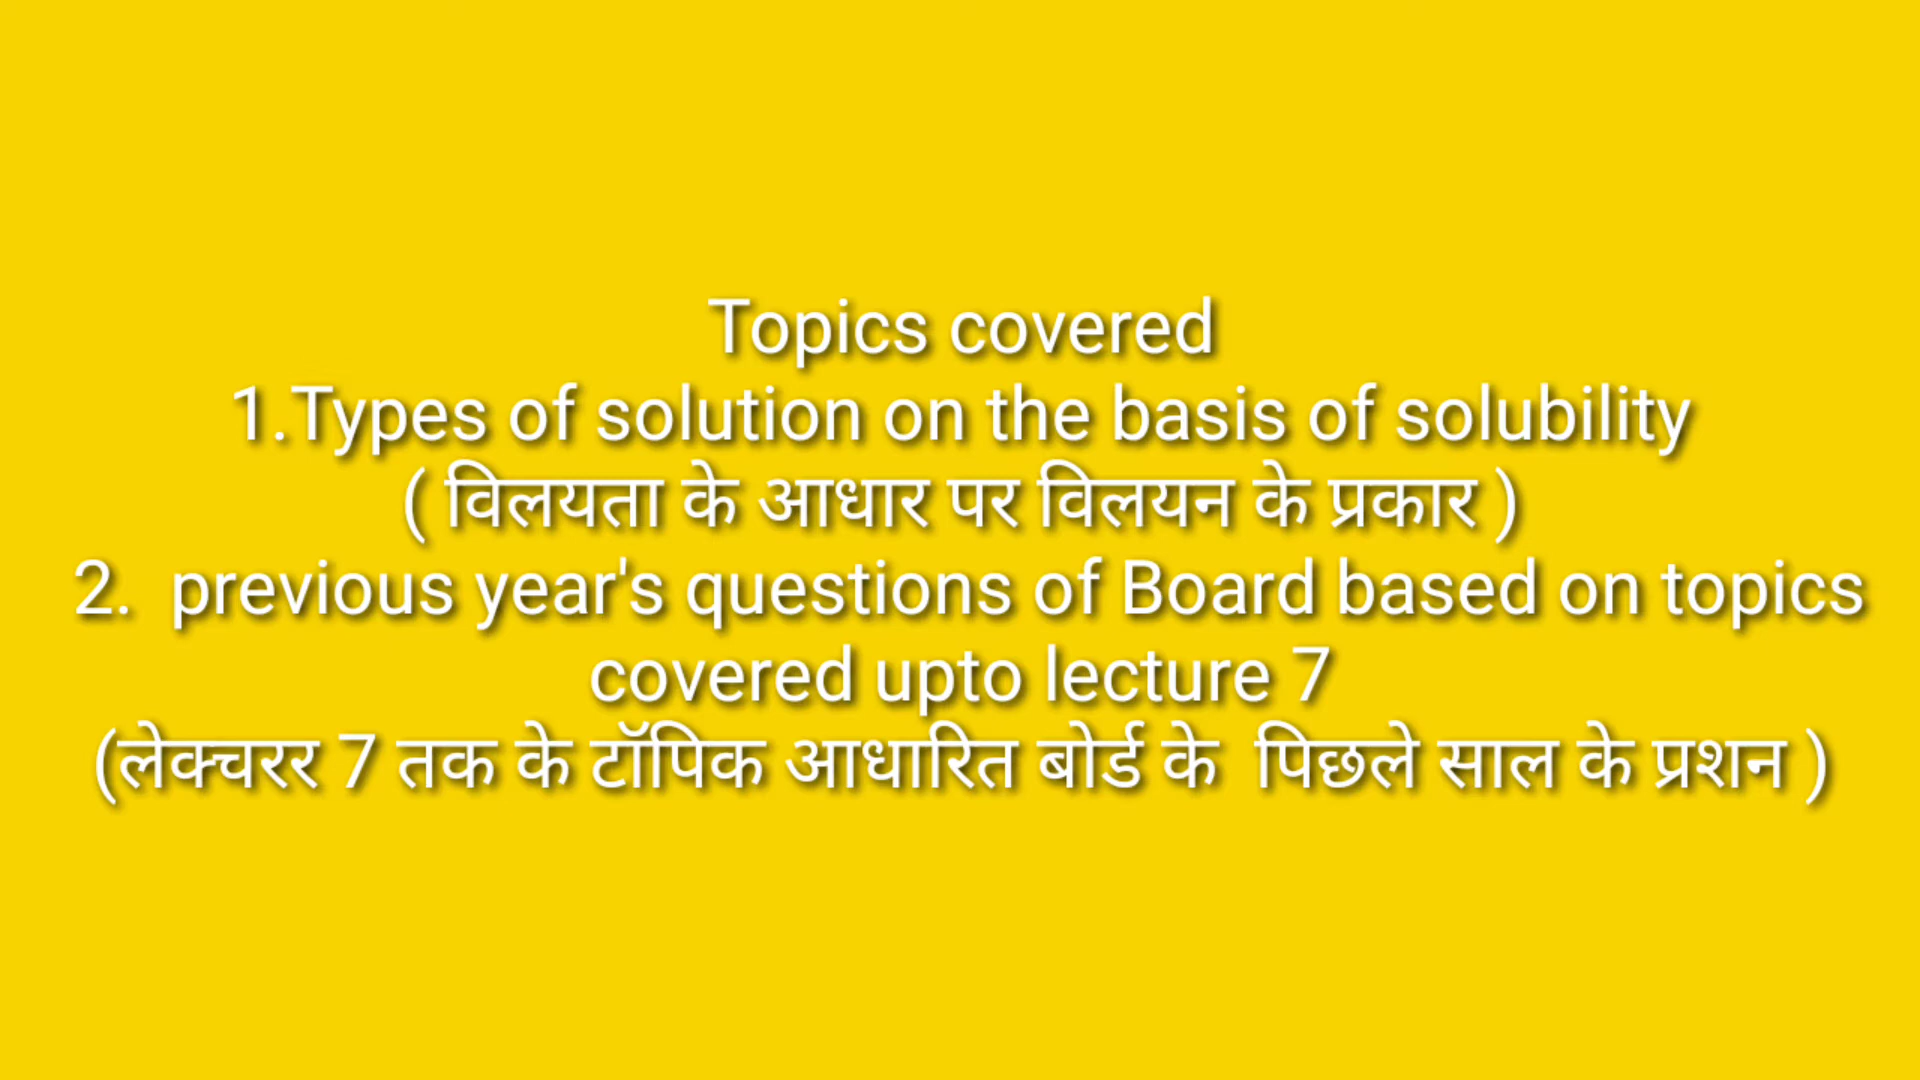 Topics covered
1.Types of solution on the basis of solubility
( विलयता के आधार पर विलयन के प्रकार )
2. previous year's questions of Board based on topics
covered upto lecture 7
(लेक्चरर 7 तक के टॉपिक आधारित बोर्ड के पिछले साल के प्रशन )